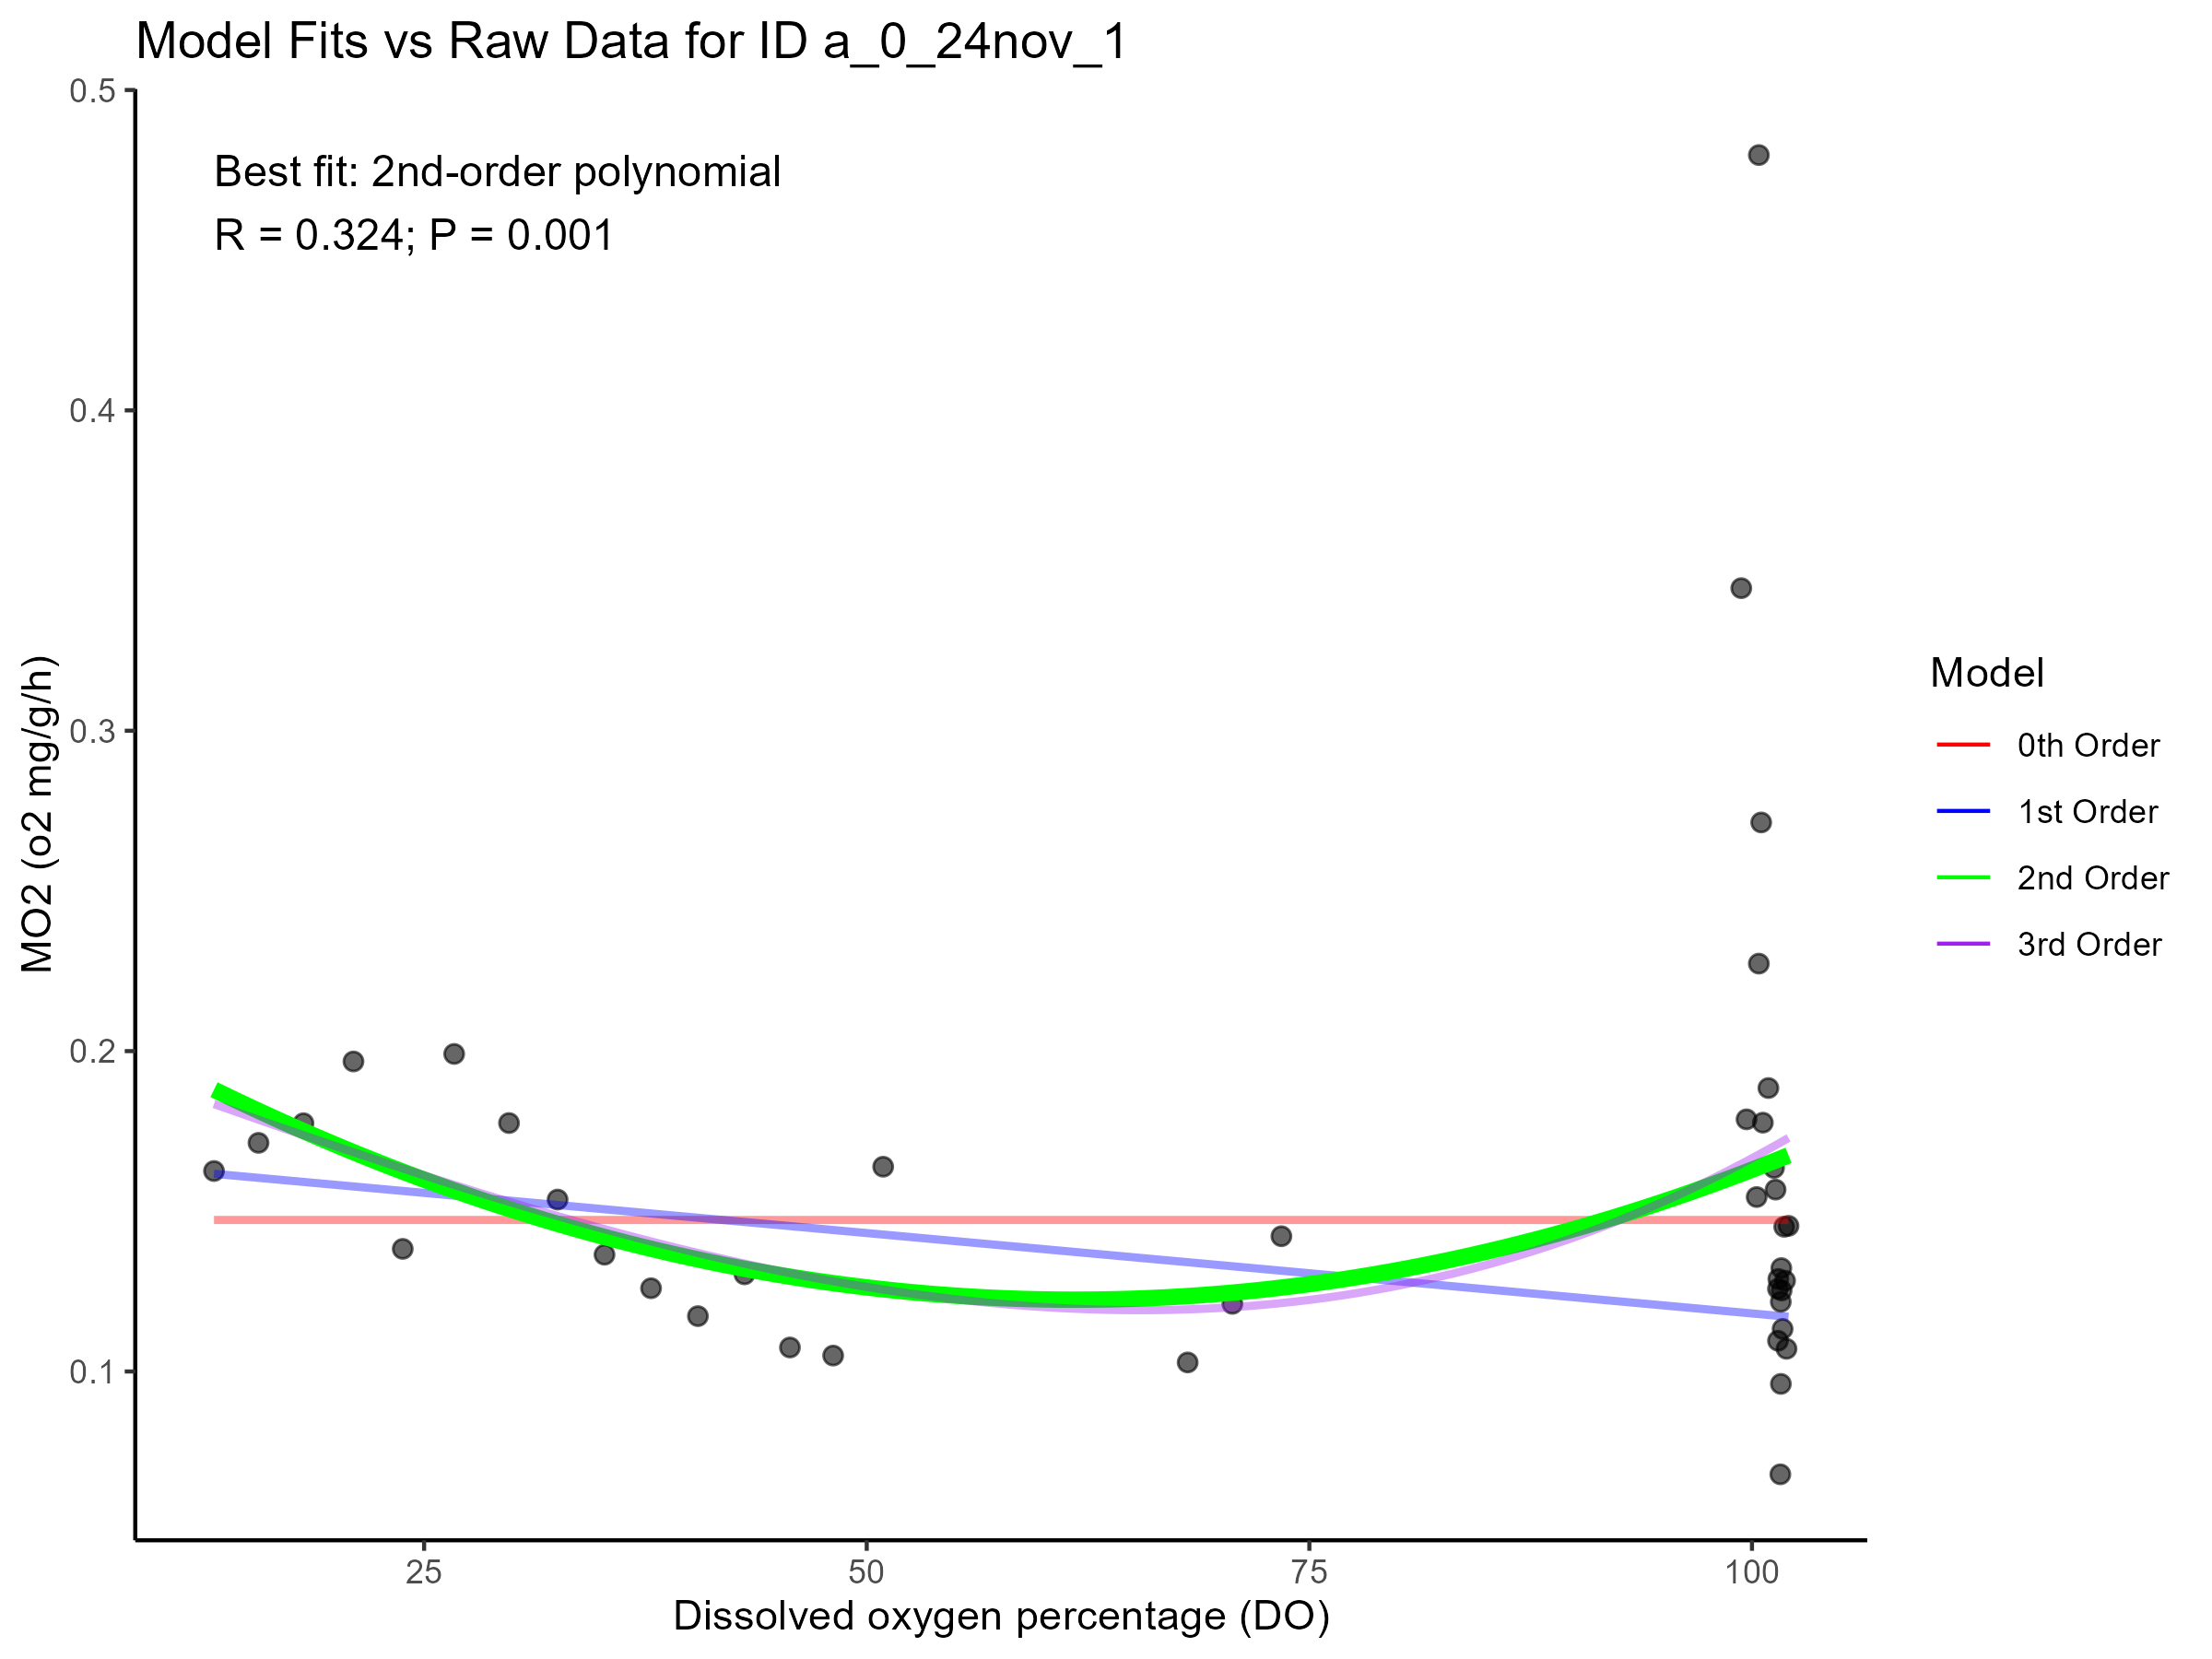 Model Fits vs Raw Data for ID a_0_24nov_1
Best fit: 2nd-order polynomial
R = 0.324; P = 0.001
MO2 (o2 mg/g/h)
0.5
0.4
0.3
0.2
0.1
25
50
75
100
Dissolved oxygen percentage (DO)
Model
0th Order
1st Order
2nd Order
3rd Order